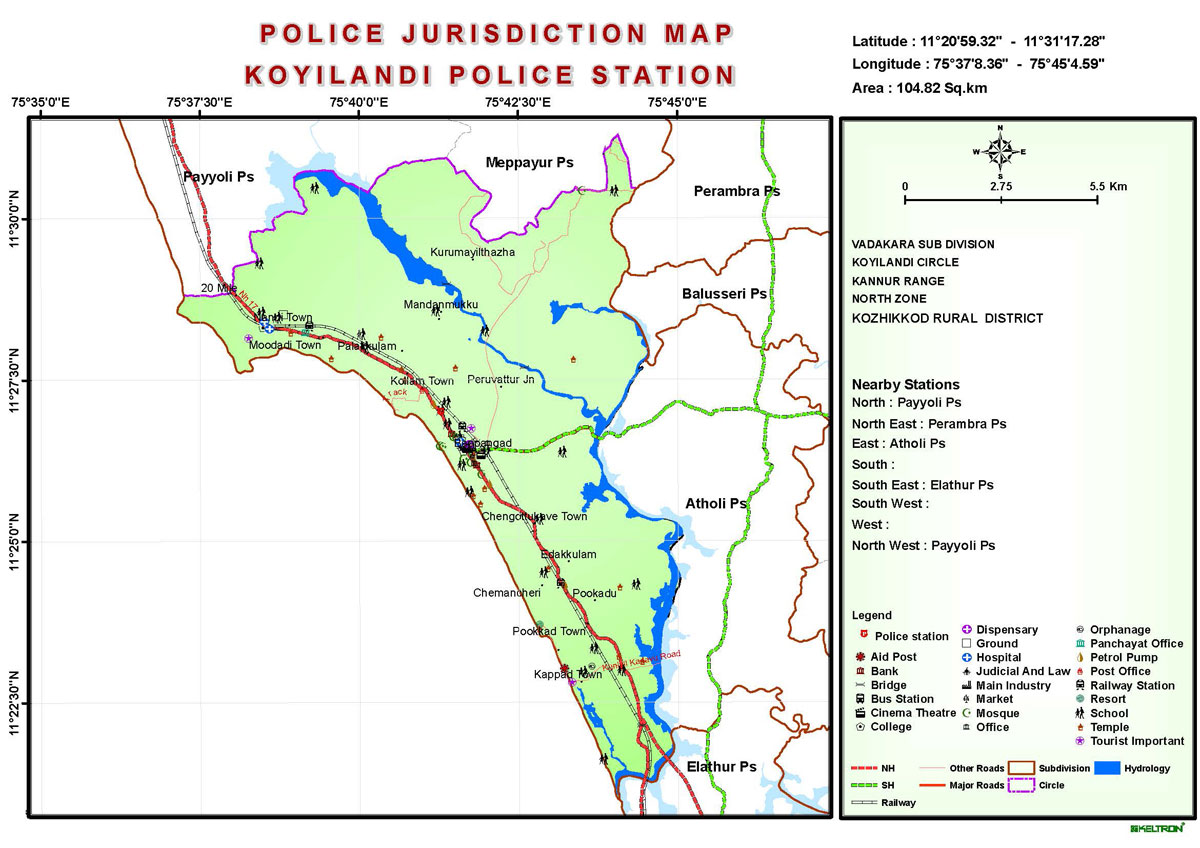 POLICE JURISDICTION MAP
KOYILANDI POLICE STATION
Latitude : 11°20'59.32" - 11°31'17.28"
Longitude : 75°37'8.36" - 75°45'4.59"
Area : 104.82 Sq.km
75°35'0"E 75°37'30"E 75°40'0"E 75°42'30"E 75°45'0"E
11°30'0"N
11°27'30"N
11°25'0"N
11°22'30"N
Payyoli Ps
Meppayur Ps
Perambra Ps
Kurumayilthazha
20 Mile
NH 17
Balusseri Ps
Mandanmukku
Nandi Town
Moodadi Town
Palakkulam
Kollam Town
Peruvattur Jn
Bappangad
Atholi Ps
Chengottukave Town
Edakkulam
Chemancheri
Pookadu
Pookkad Town
Kappad Town
Road
Elathur Ps
N
W E
S
0 2.75 5.5 Km
VADAKARA SUB DIVISION
KOYILANDI CIRCLE
KANNUR RANGE
NORTH ZONE
KOZHIKKOD RURAL DISTRICT
Nearby Stations
North : Payyoli Ps
North East : Perambra Ps
East : Atholi Ps
South :
South East : Elathur Ps
South West :
West :
North West : Payyoli Ps
Legend
Police station
Aid Post
Bank
Bridge
Bus Station
Cinema Theatre
College
Dispensary
Ground
Hospital
Judicial And Law
Main Industry
Market
Mosque
Office
Orphanage
Panchayat Office
Petrol Pump
Post Office
Railway Station
Resort
School
Temple
Tourist Important
NH
SH
Railway
Other Roads
Major Roads
Subdivision
Circle
Hydrology
KELTRON